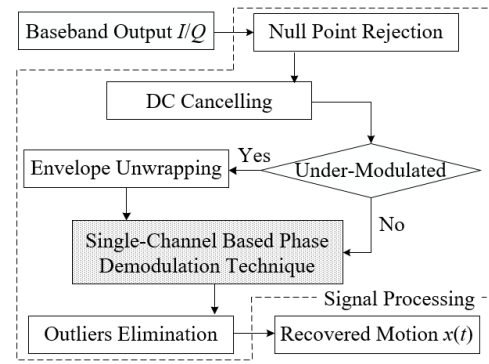 Baseband Output I/Q
Null Point Rejection
DC Cancelling
Under-Modulated
Yes
Envelope Unwrapping
No
Single-Channel Based Phase
Demodulation Technique
Signal Processing
Outliers Elimination
Recovered Motion x(t)